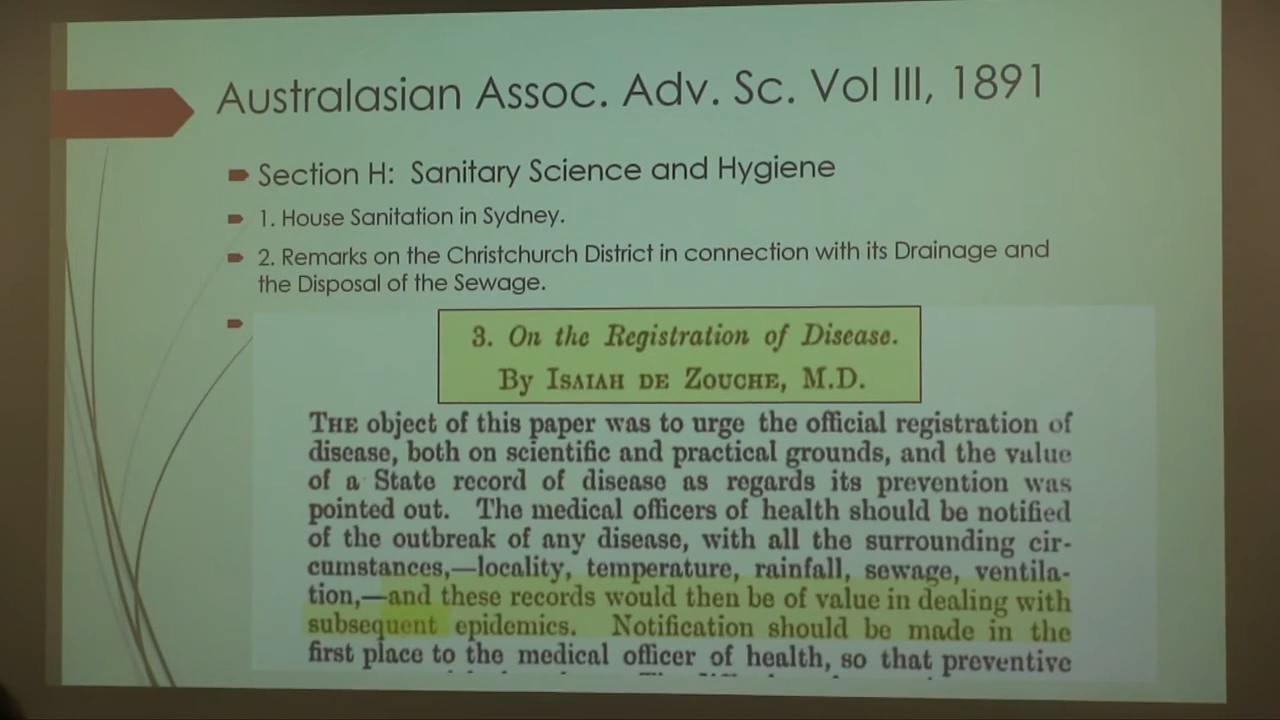 Australasian Assoc. Adv. Sc. Vol III, 1891
Section H: Sanitary Science and Hygiene
1. House Sanitation in Sydney.
2. Remarks on the Christchurch District in connection with its Drainage and
the Disposal of the Sewage.
3. On the Registration of Disease.
By ISAIAH DE ZOUCHE, M.D.
THE object of this paper was to urge the official registration of
disease, both on scientific and practical grounds, and the value
of a State record of disease as regards its prevention was
pointed out. The medical officers of health should be notified
of the outbreak of any disease, with all the surrounding cir-
cumstances,—locality, temperature, rainfall, sewage, ventila-
tion,—and these records would then be of value in dealing with
subsequent epidemics. Notification should be made in the
first place to the medical officer of health, so that preventive